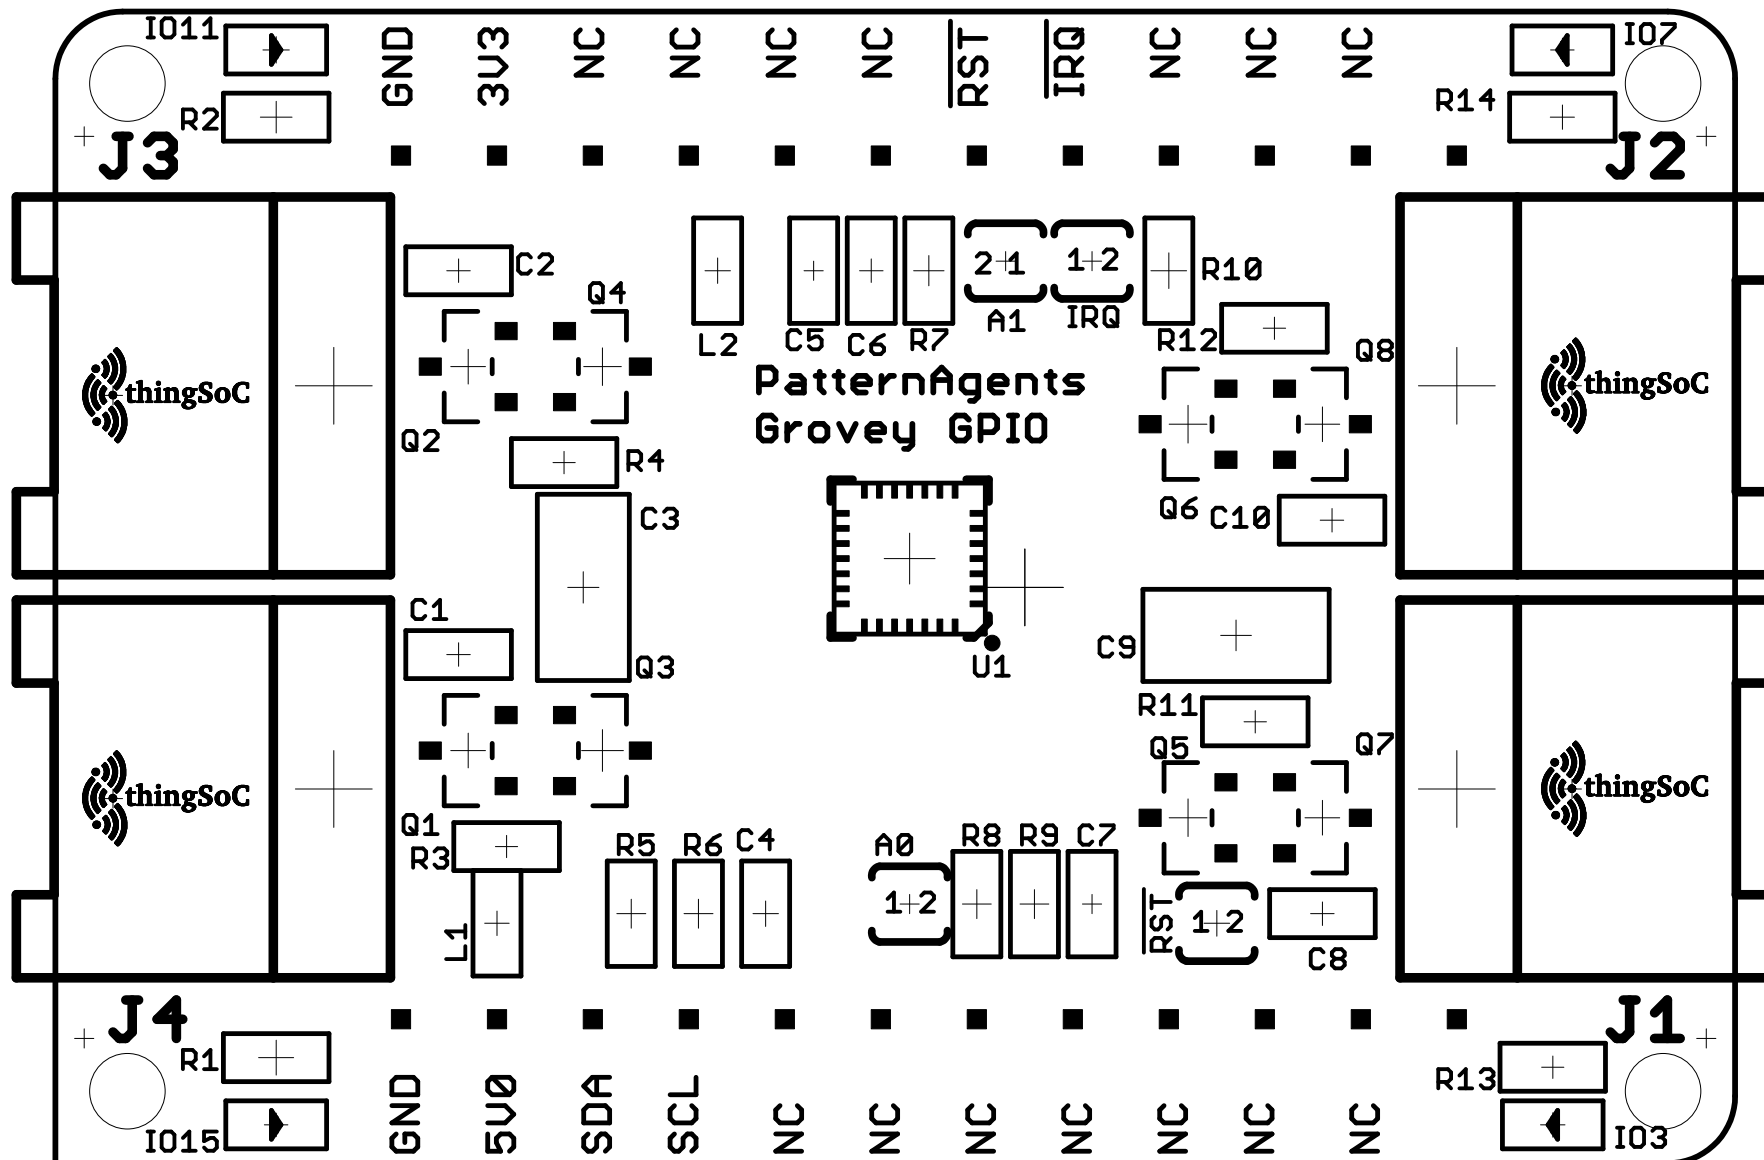 IO11
GND
3V3
NC
NC
NC
NC
RST
IRQ
NC
NC
NC
IO7
R2
R14
J3
J2
C2
Q4
L2
C5
C6
R7
2 1
A1
1 2
IRQ
R10
R12
Q8
PatternAgents
Grovey GPIO
thingSoC
thingSoC
Q2
R4
C3
Q6
C10
C1
Q3
U1
C9
R11
Q5
Q7
thingSoC
thingSoC
Q1
R3
L1
R5
R6
C4
A0
1 2
R8
R9
C7
RST
1 2
C8
J4
J1
R1
R13
IO15
GND
5V0
SDA
SCL
NC
NC
NC
NC
NC
NC
NC
IO3